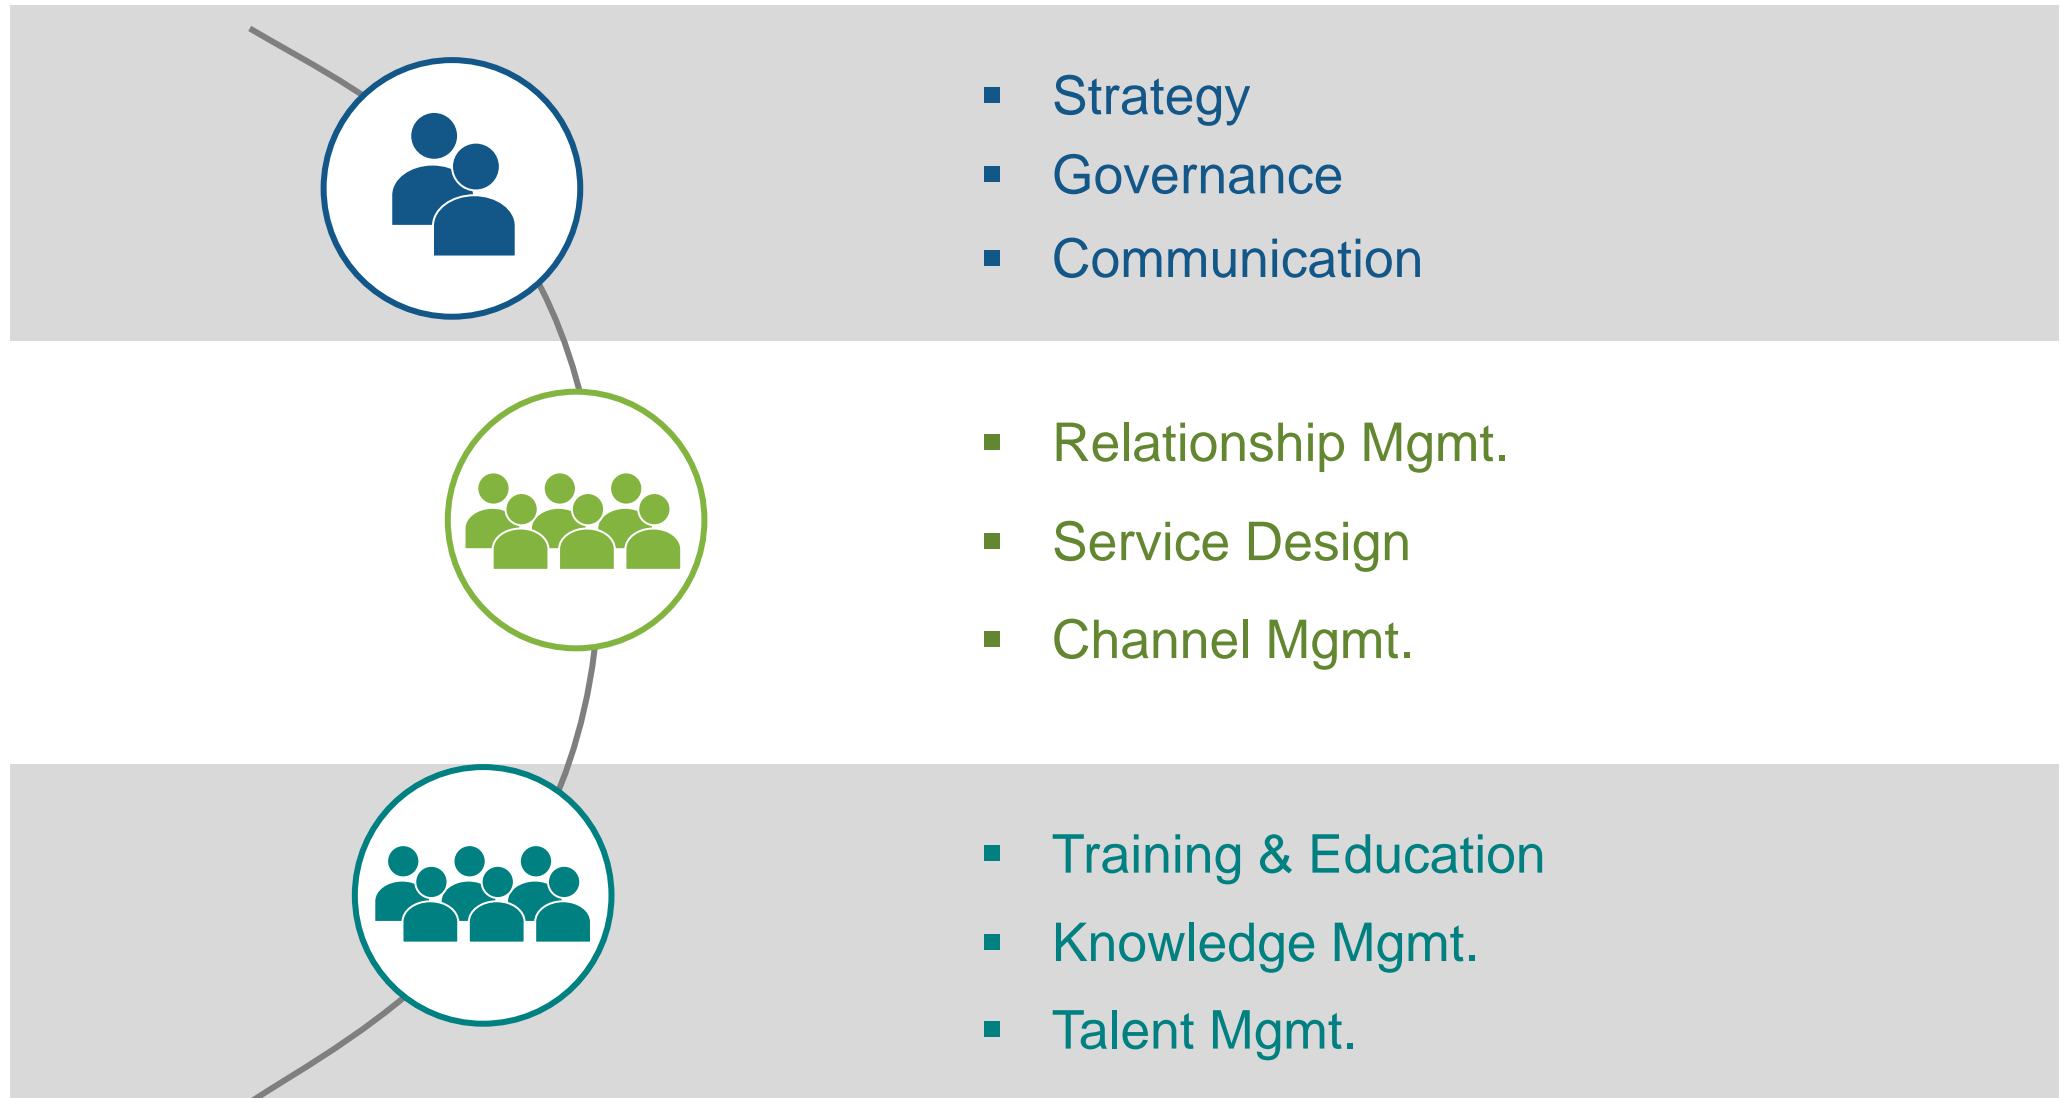 ▪ Strategy
▪ Governance
▪ Communication
▪ Relationship Mgmt.
▪ Service Design
▪ Channel Mgmt.
▪ Training & Education
▪ Knowledge Mgmt.
▪ Talent Mgmt.